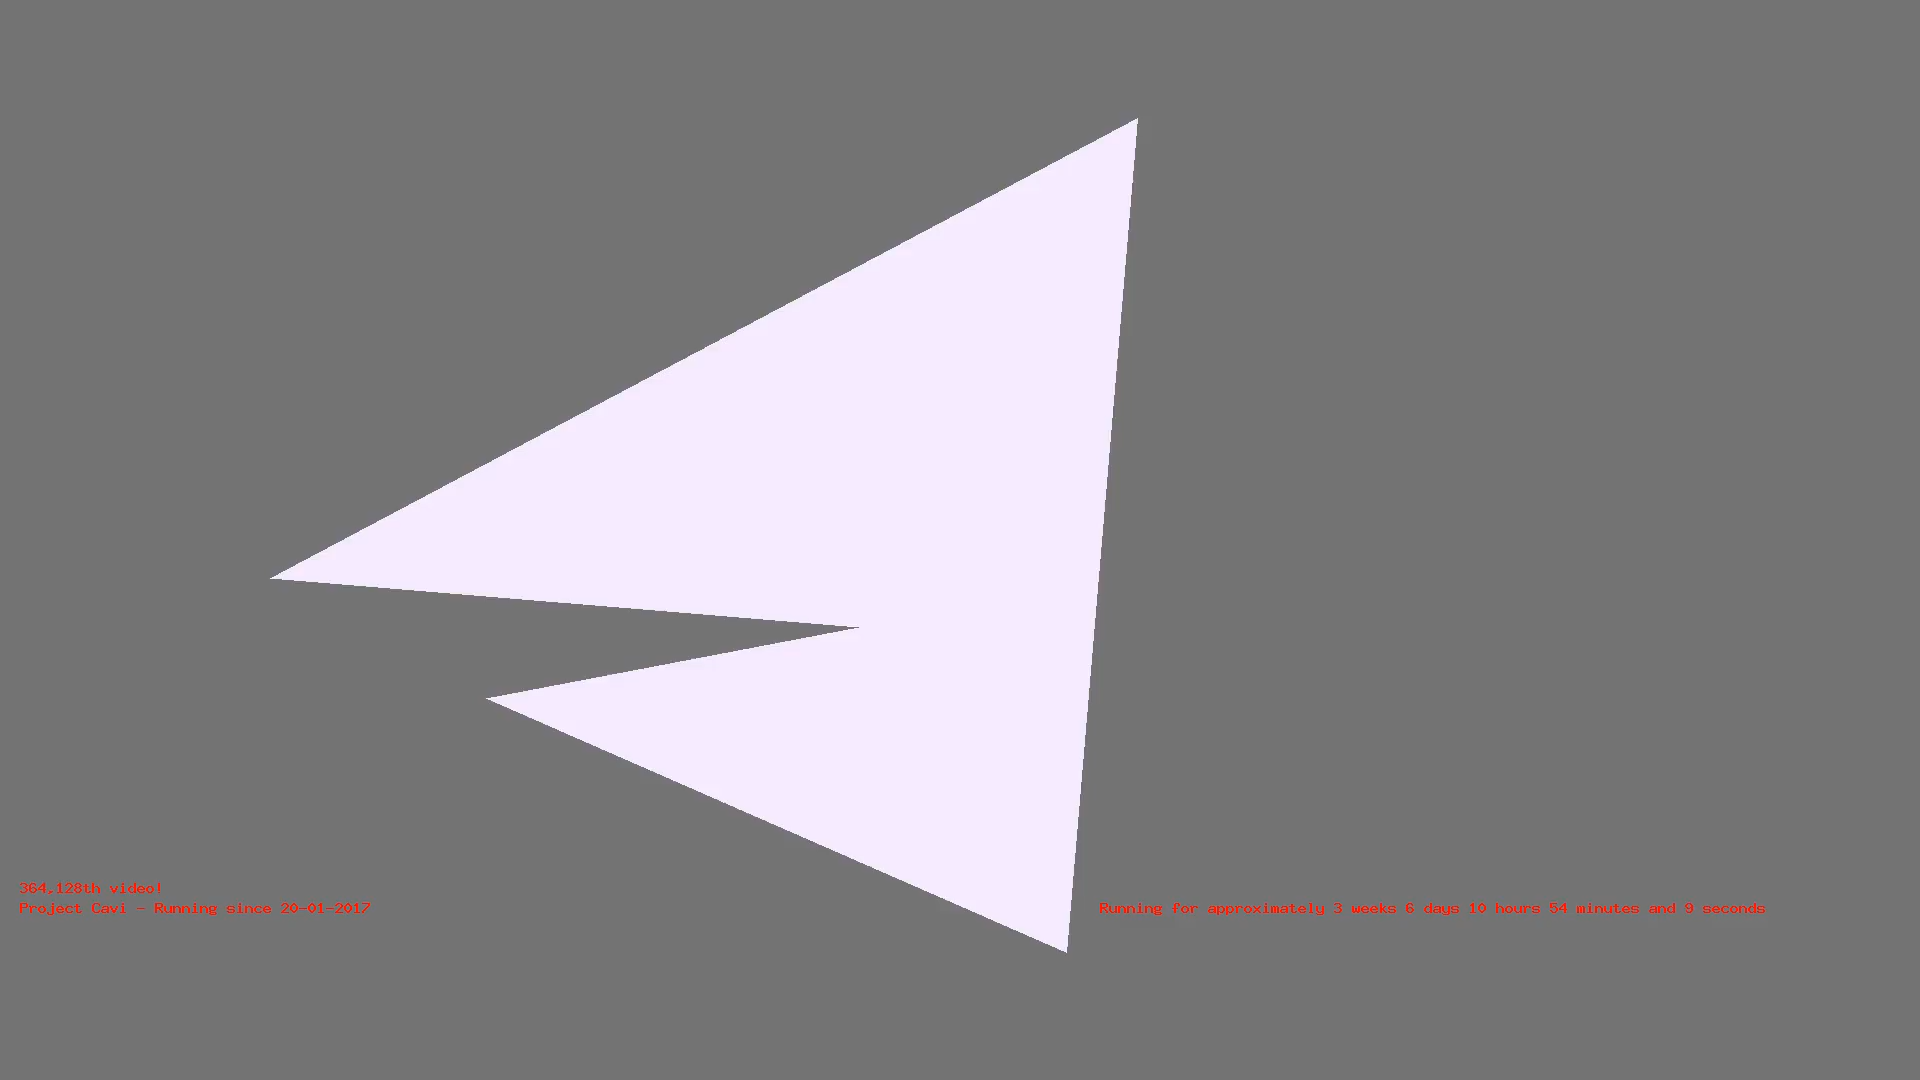 364,128th video!
Project Cavi - Running since 20-01-2017
Running for approximately 3 weeks 6 days 10 hours 54 minutes and 9 seconds